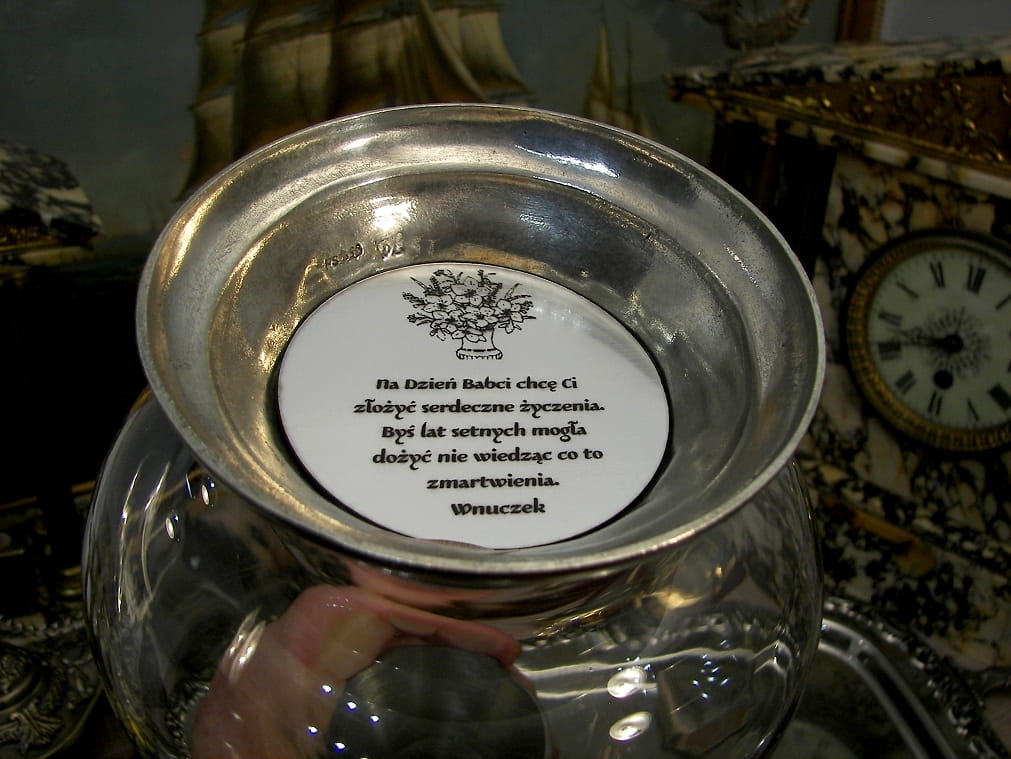 Na Dzień Babci chcę Ci
złożyć serdeczne życzenia.
Byś lat setnych mogła
dożyć nie wiedząc co to
zmartwienia.
Wnuczek